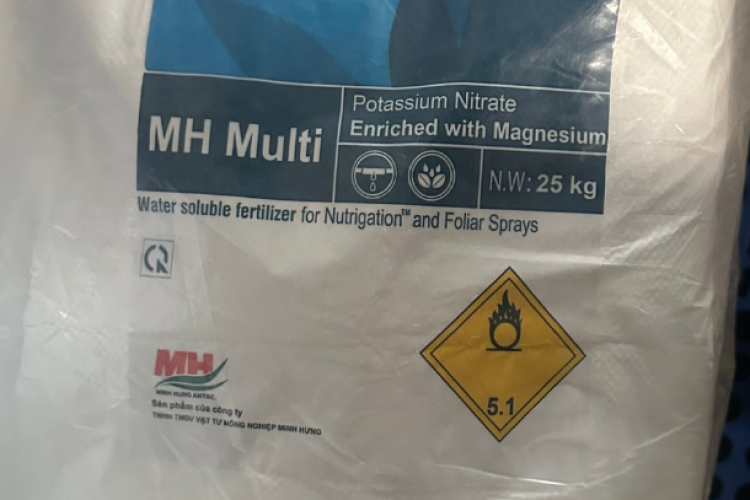 MH Multi
Potassium Nitrate
Enriched with Magnesium
N.W: 25 kg
Water soluble fertilizer for Nutrigation™ and Foliar Sprays
MH
MINH HUNG AMTSC.
Sản phẩm của công ty
TNHH TMDV VẬT TƯ NÔNG NGHIỆP MINH HƯNG
5.1